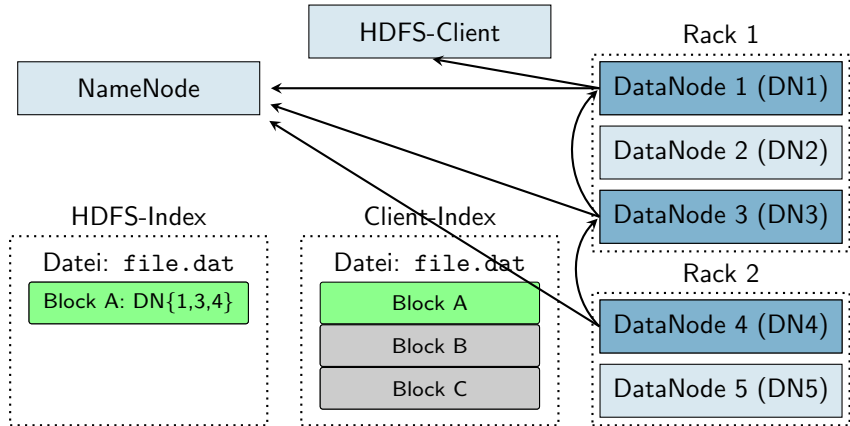 HDFS-Client
NameNode
Rack 1
DataNode 1 (DN1)
DataNode 2 (DN2)
DataNode 3 (DN3)
HDFS-Index
Datei: file.dat
Block A: DN{1,3,4}
Client-Index
Datei: file.dat
Block A
Block B
Block C
Rack 2
DataNode 4 (DN4)
DataNode 5 (DN5)